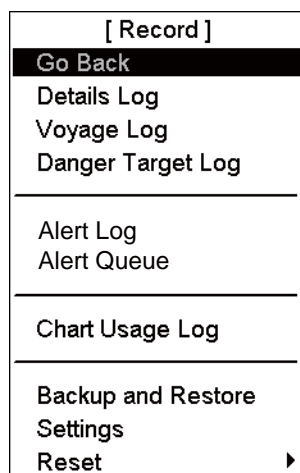 [ Record ]
Go Back
Details Log
Voyage Log
Danger Target Log
Alert Log
Alert Queue
Chart Usage Log
Backup and Restore
Settings
Reset